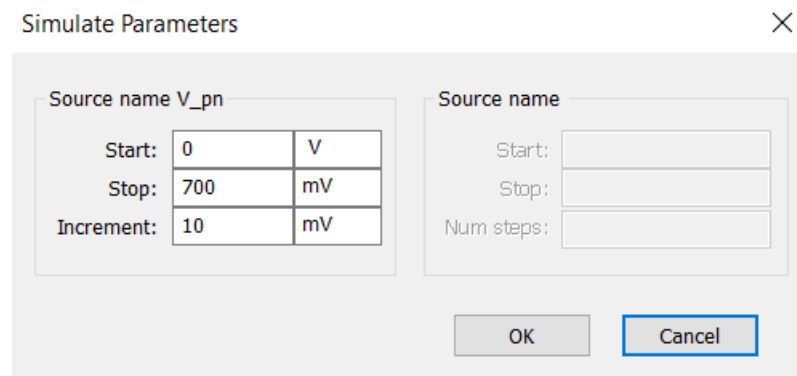 Simulate Parameters
Source name V_pn
Start: 0 V
Stop: 700 mV
Increment: 10 mV
Source name
Start:
Stop:
Num steps:
OK Cancel